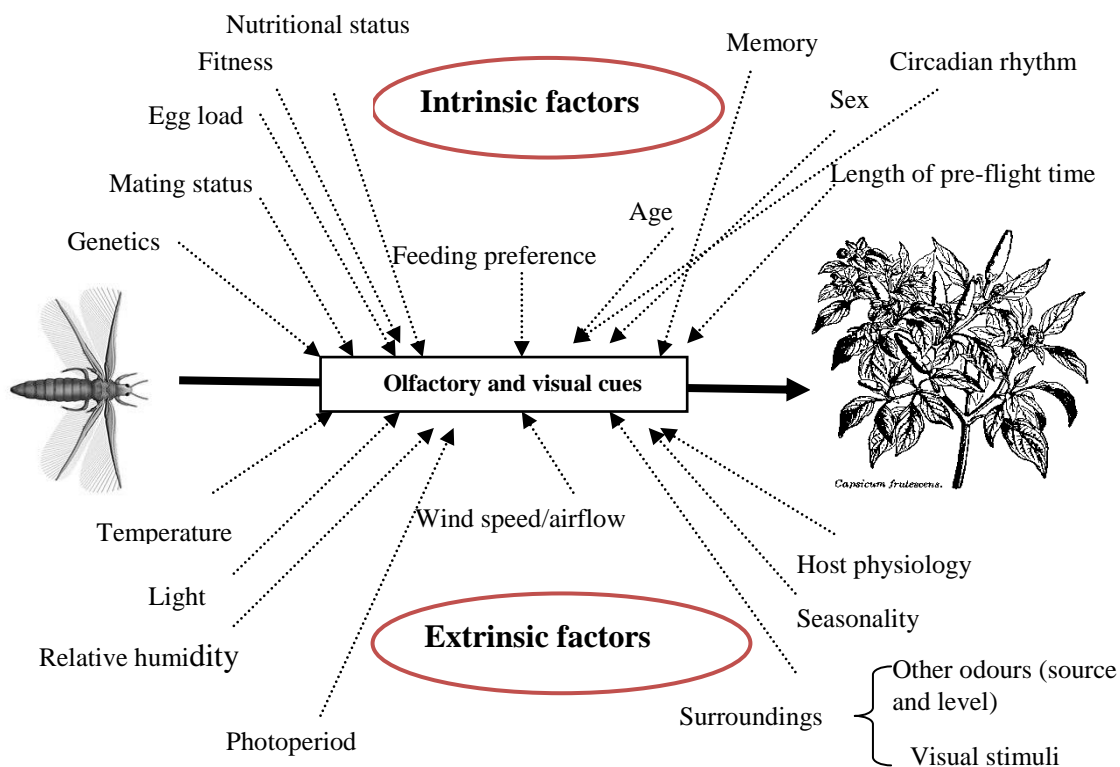 Nutritional status
Memory
Fitness
Circadian rhythm
Intrinsic factors
Sex
Egg load
Length of pre-flight time
Mating status
Age
Genetics
Feeding preference
Olfactory and visual cues
Capsicum frutescens.
Wind speed/airflow
Temperature
Host physiology
Light
Seasonality
Extrinsic factors
Relative humidity
Other odours (source
and level)
Surroundings
Photoperiod
Visual stimuli